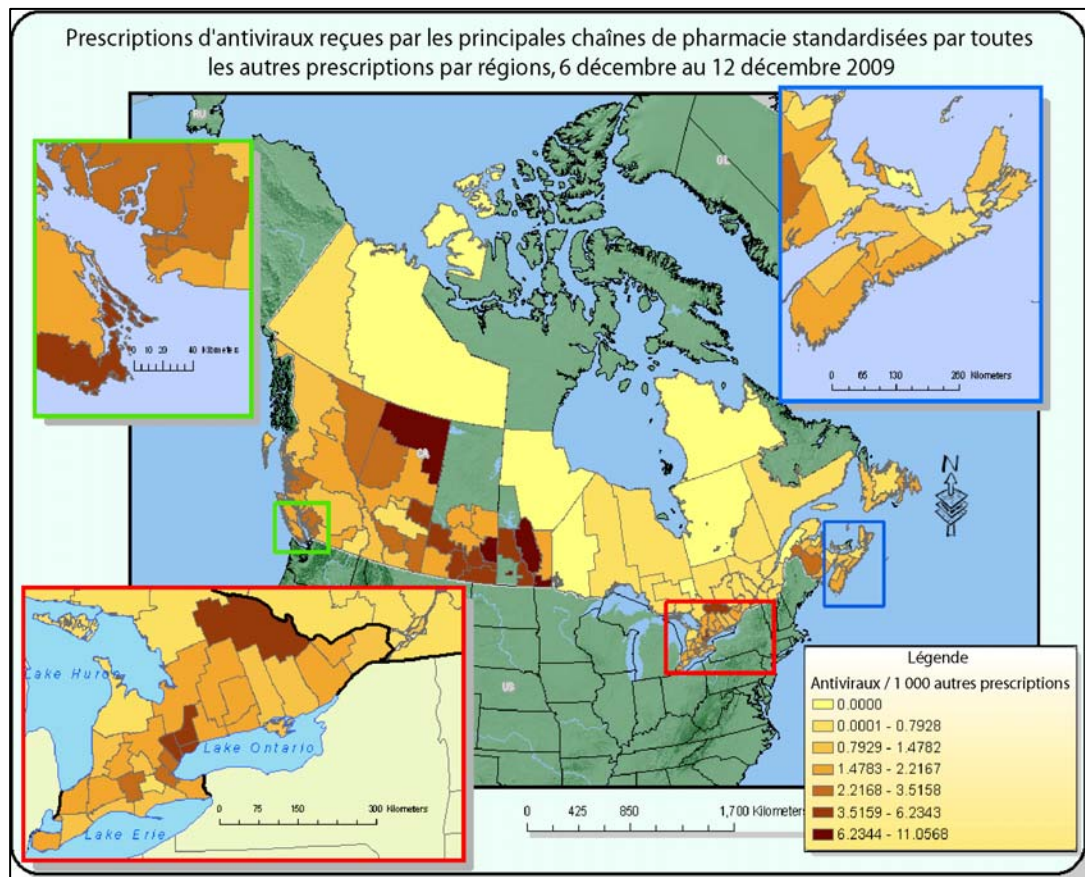 Prescriptions d'antiviraux reçues par les principales chaînes de pharmacie standardisées par toutes
les autres prescriptions par régions, 6 décembre au 12 décembre 2009
RU
GL
0 10 20 40 Kilometers
0 65 130 260 Kilometers
CA
N
US
Lake Huron
Lake Ontario
Lake Erie
0 75 150 300 Kilometers
0 425 850 1,700 Kilometers
Légende
Antiviraux / 1 000 autres prescriptions
0.0000
0.0001 - 0.7928
0.7929 - 1.4782
1.4783 - 2.2167
2.2168 - 3.5158
3.5159 - 6.2343
6.2344 - 11.0568